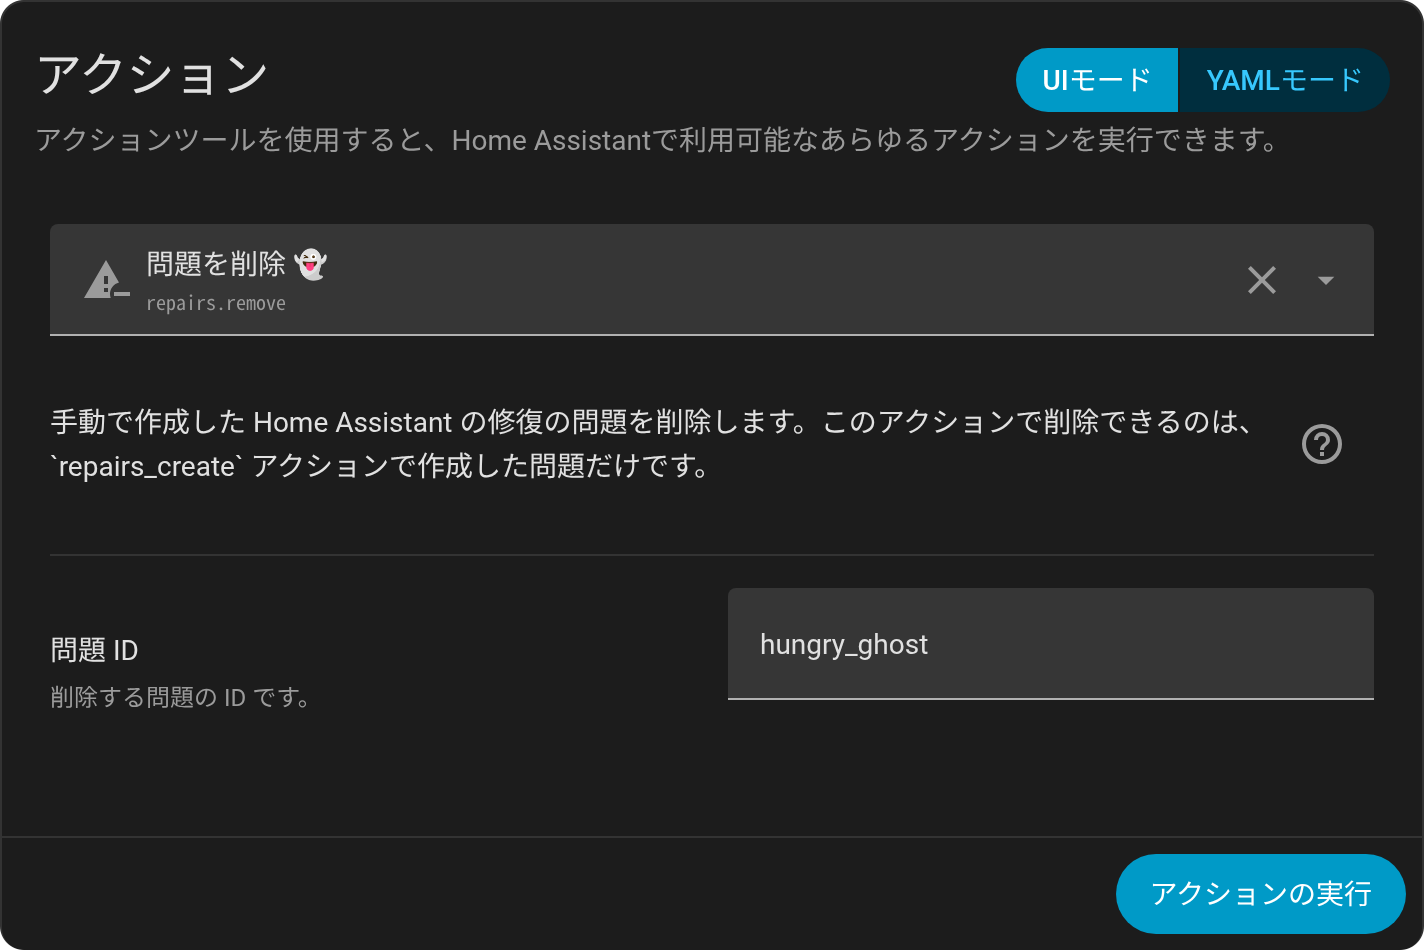 アクション
UIモード
YAMLモード
アクションツールを使用すると、Home Assistantで利用可能なあらゆるアクションを実行できます。
問題を削除 👻
repairs.remove
手動で作成した Home Assistant の修復の問題を削除します。このアクションで削除できるのは、
`repairs_create` アクションで作成した問題だけです。
問題 ID
削除する問題の ID です。
hungry_ghost
アクションの実行